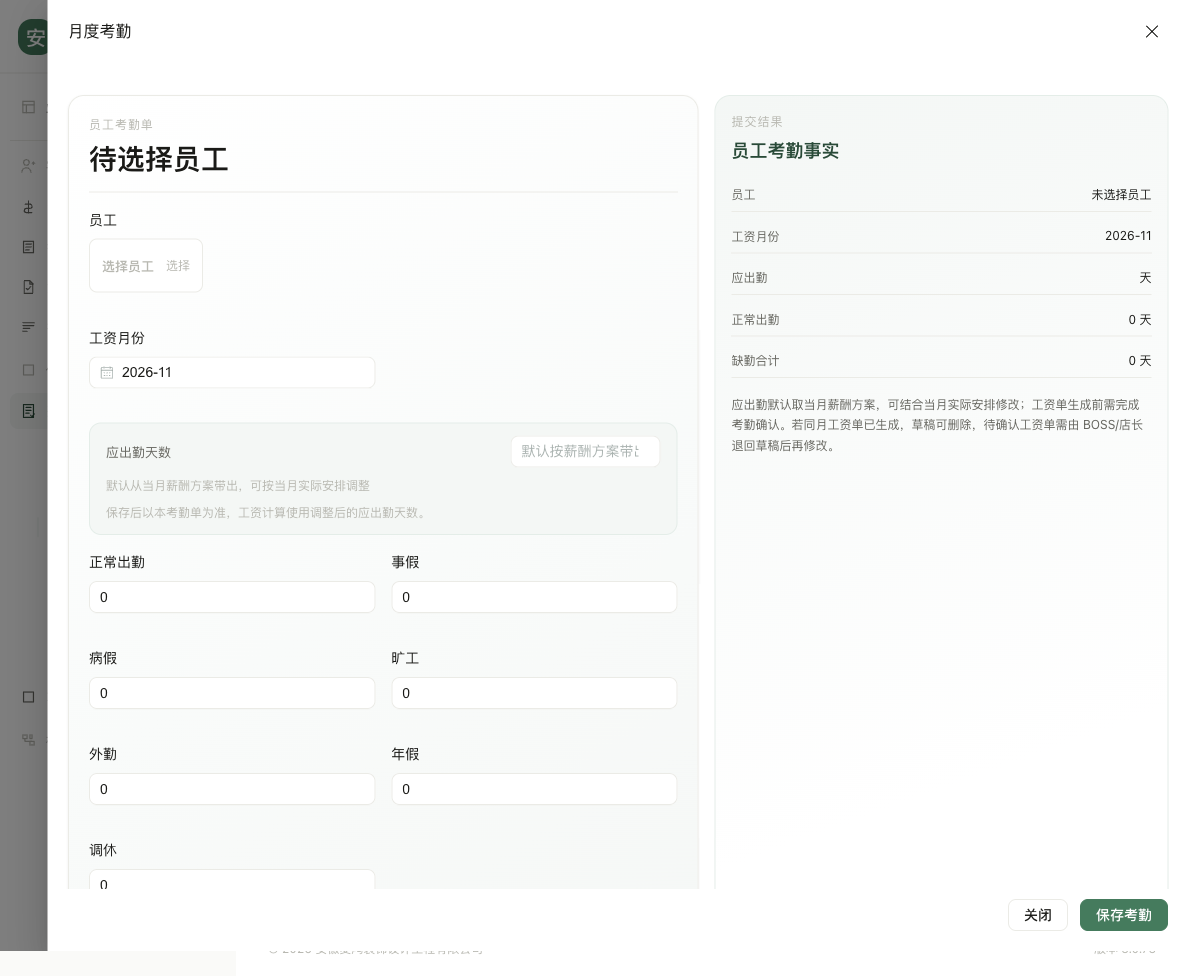 安
月度考勤
员工考勤单
待选择员工
员工
选择员工 选择
工资月份
2026-11
应出勤天数
默认按薪酬方案带
默认从当月薪酬方案带出，可按当月实际安排调整
保存后以本考勤单为准，工资计算使用调整后的应出勤天数。
正常出勤
0
事假
0
病假
0
旷工
0
外勤
0
年假
0
调休
0
提交结果
员工考勤事实
员工 未选择员工
工资月份 2026-11
应出勤 天
正常出勤 0 天
缺勤合计 0 天
应出勤默认取当月薪酬方案，可结合当月实际安排修改；工资单生成前需完成
考勤确认。若同月工资单已生成，草稿可删除，待确认工资单需由 BOSS/店长
退回草稿后再修改。
关闭
保存考勤